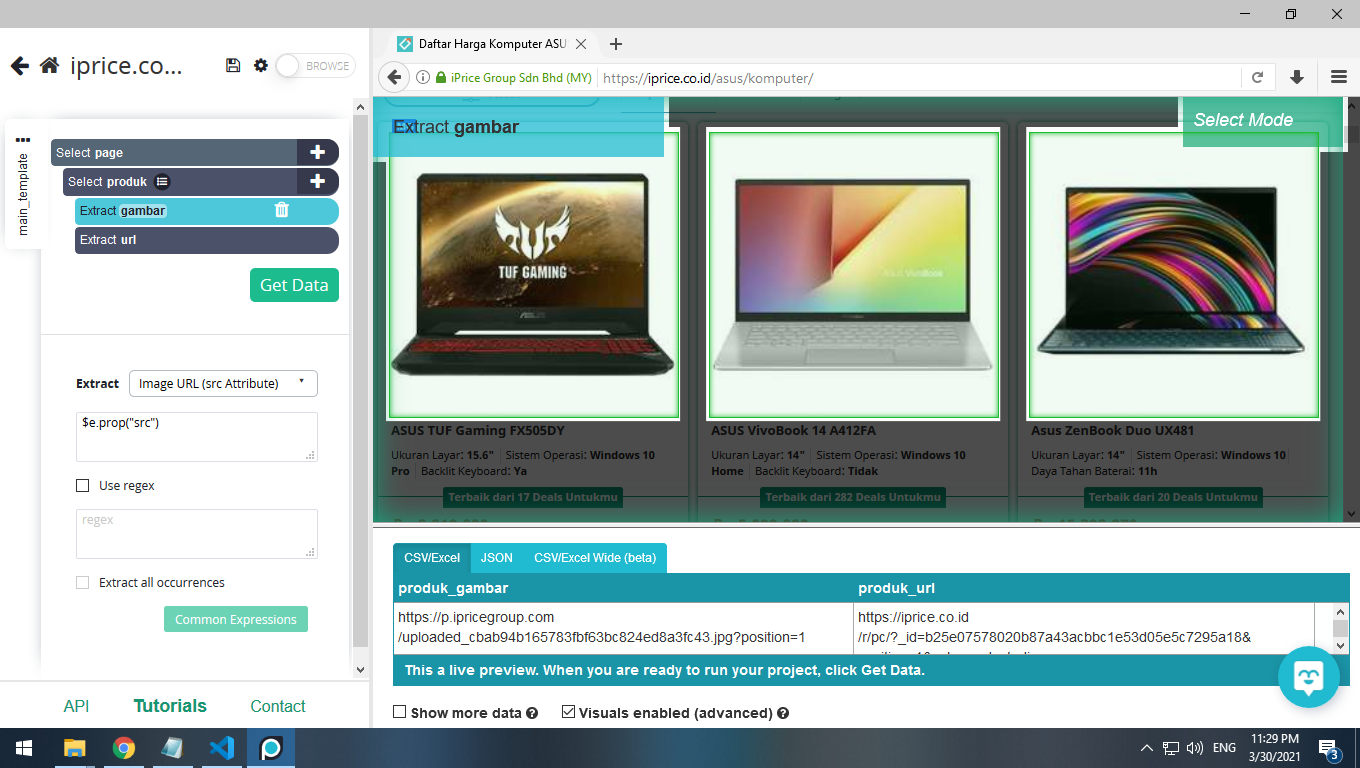 iprice.co...
BROWSE
main_template
Select page
Select produk
Extract gambar
Extract url
Get Data
Extract
Image URL (src Attribute)
$e.prop("src")
Use regex
regex
Extract all occurrences
Common Expressions
API
Tutorials
Contact
Daftar Harga Komputer ASU
iPrice Group Sdn Bhd (MY)
https://iprice.co.id/asus/komputer/
Extract gambar
Select Mode
TUF GAMING
ASUS VivoBook
ASUS TUF Gaming FX505DY
Ukuran Layar: 15.6" Sistem Operasi: Windows 10
Pro Backlit Keyboard: Ya
Terbaik dari 17 Deals Untukmu
ASUS VivoBook 14 A412FA
Ukuran Layar: 14" Sistem Operasi: Windows 10
Home Backlit Keyboard: Tidak
Terbaik dari 282 Deals Untukmu
Asus ZenBook Duo UX481
Ukuran Layar: 14" Sistem Operasi: Windows 10
Daya Tahan Baterai: 11h
Terbaik dari 20 Deals Untukmu
CSV/Excel
JSON
CSV/Excel Wide (beta)
produk_gambar
produk_url
https://p.ipricegroup.com
/uploaded_cbab94b165783fbf63bc824ed8a3fc43.jpg?position=1
https://iprice.co.id
/r/pc/?_id=b25e07578020b87a43acbbc1e53d05e5c7295a18&
This a live preview. When you are ready to run your project, click Get Data.
Show more data
Visuals enabled (advanced)
ENG
11:29 PM
3/30/2021
3